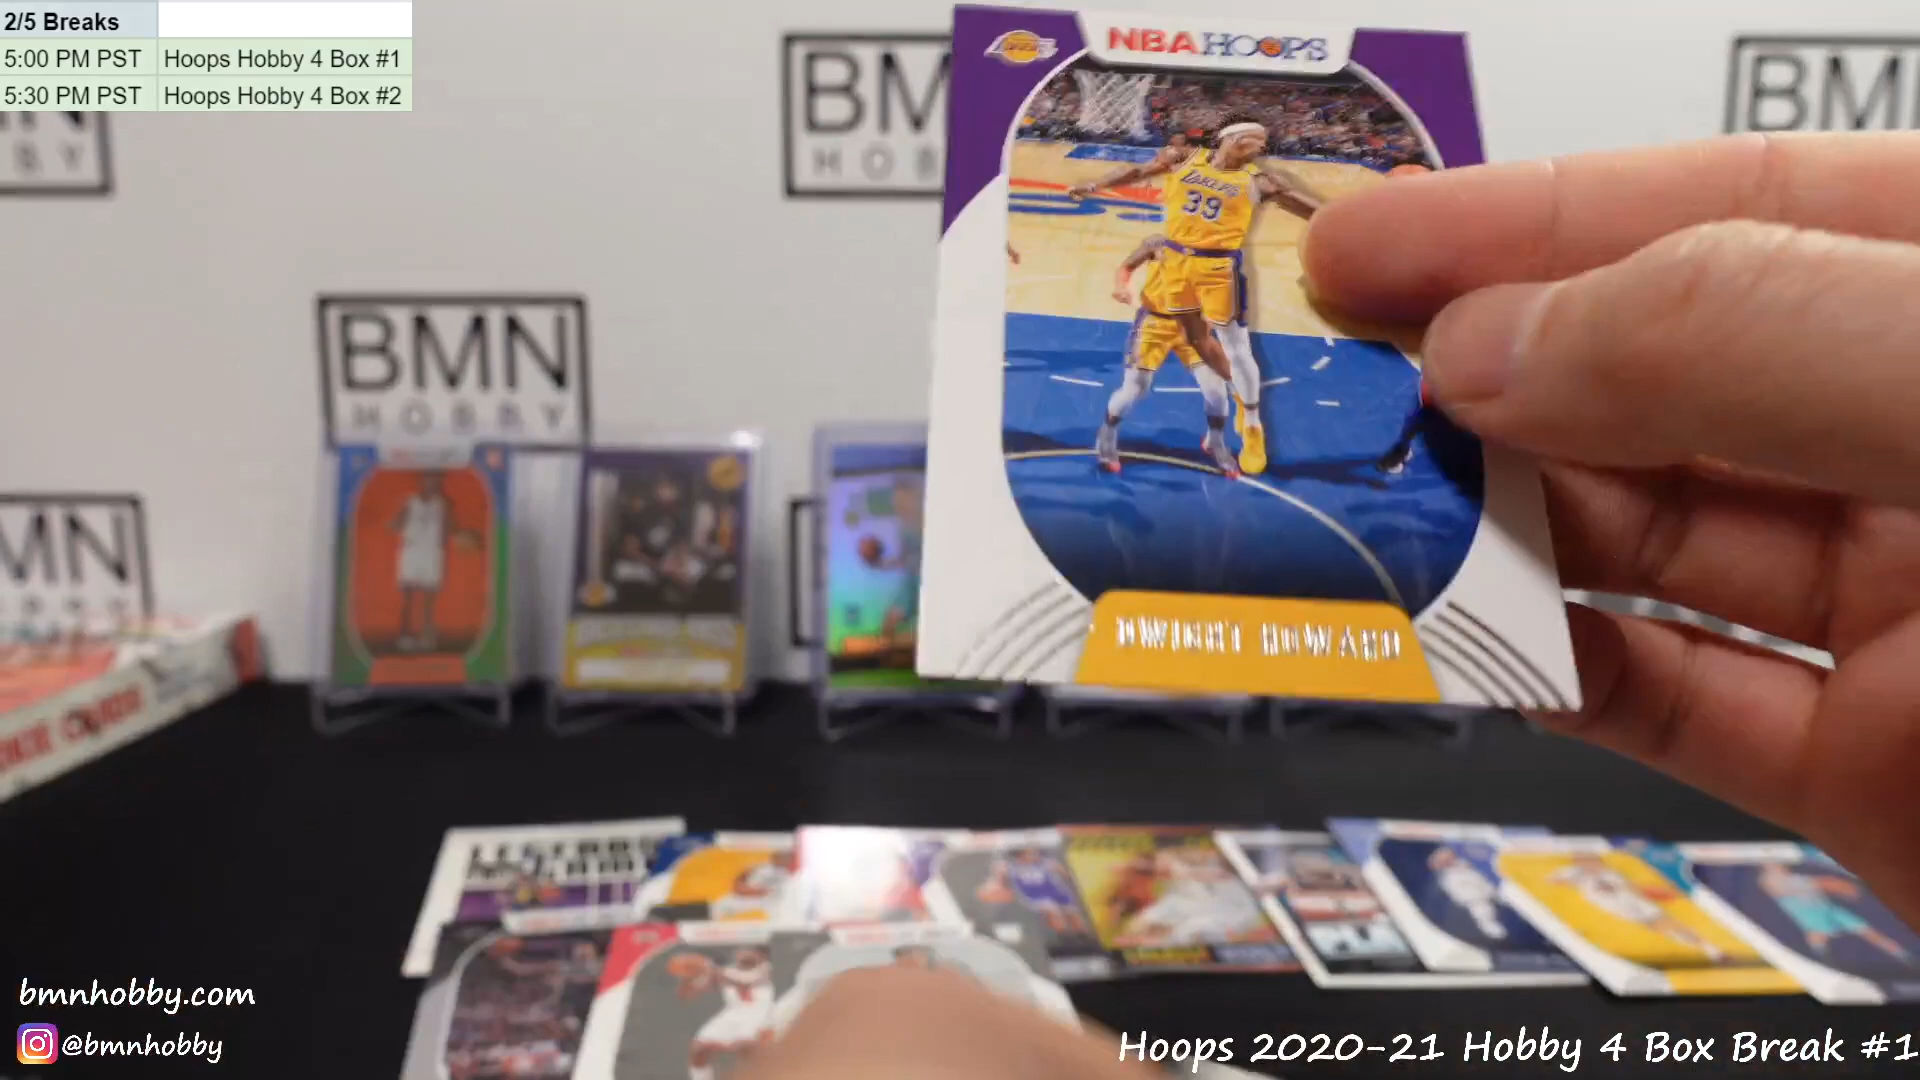 2/5 Breaks
5:00 PM PST Hoops Hobby 4 Box #1
5:30 PM PST Hoops Hobby 4 Box #2
NBA HOOPS
LAKERS
39
DWIGHT HOWARD
BMN
HOBBY
bmnhobby.com
@bmnhobby
Hoops 2020-21 Hobby 4 Box Break #1